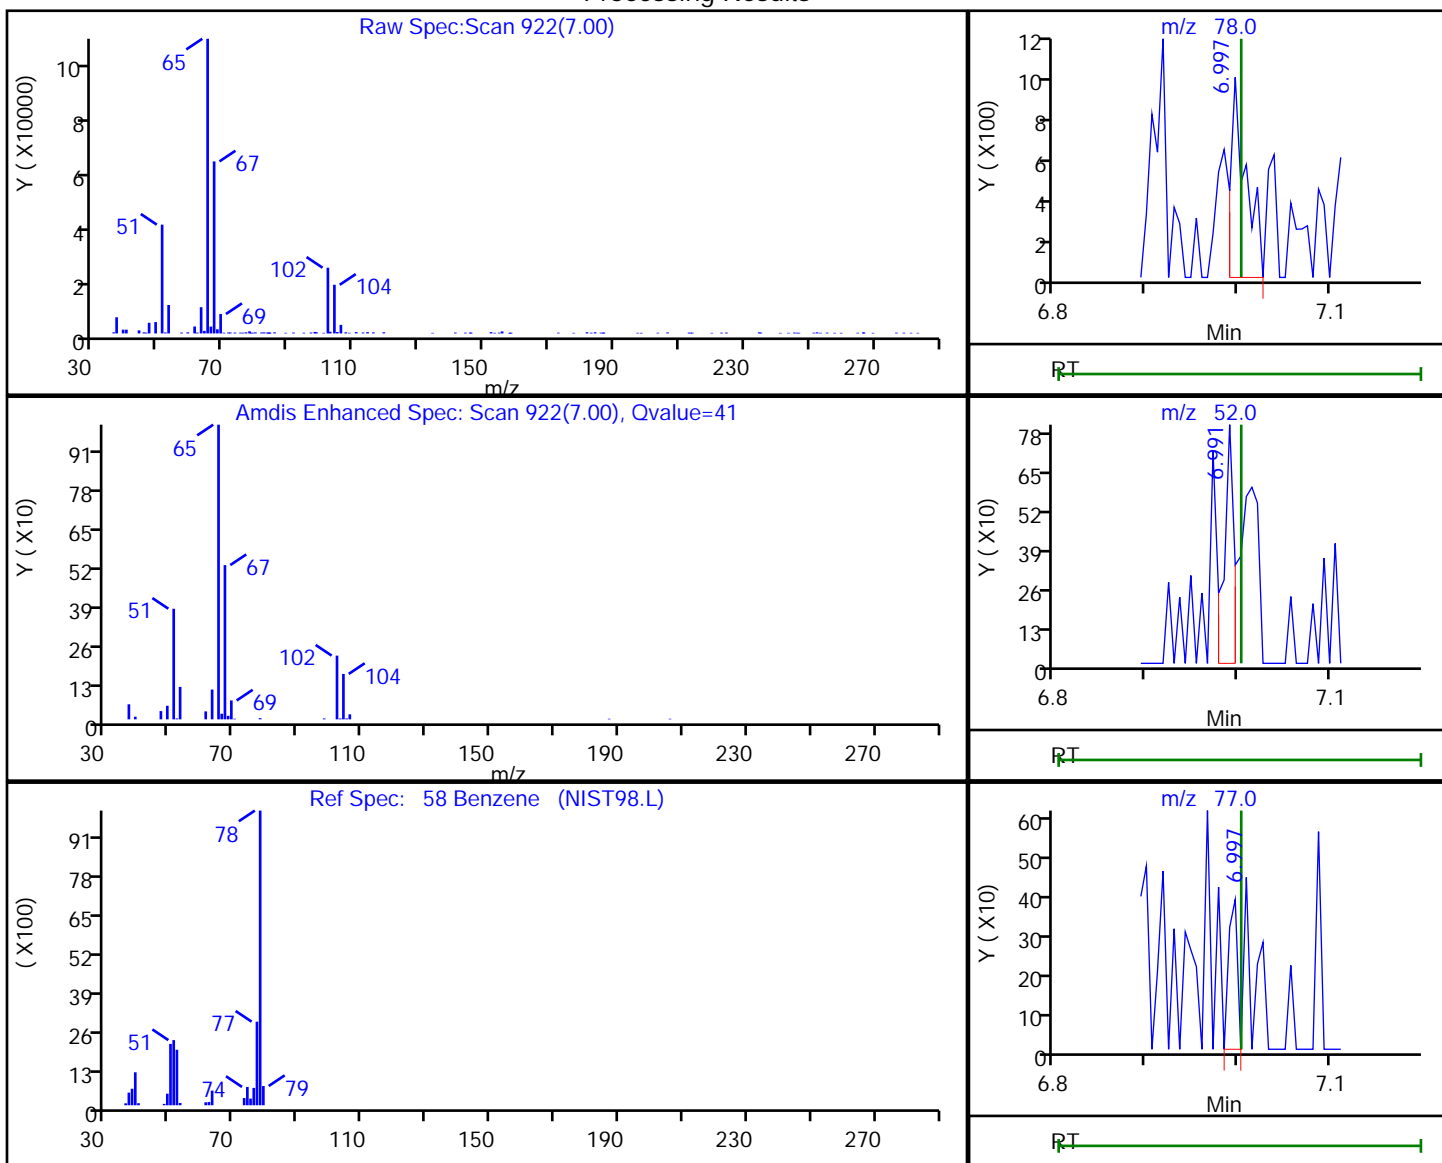 Processing Results
Raw Spec:Scan 922(7.00)
Y ( X10000)
10
8
6
4
2
0
65
67
51
102
104
69
30 70 110 150 190 230 270
m/z
m/z 78.0
Y ( X100)
12
10
8
6
4
2
0
6.997
6.8 7.1
Min
RT
Amdis Enhanced Spec: Scan 922(7.00), Qvalue=41
Y ( X10)
91
78
65
52
39
26
13
0
65
67
51
102
104
69
30 70 110 150 190 230 270
m/z
m/z 52.0
Y ( X10)
78
65
52
39
26
13
0
6.991
6.8 7.1
Min
RT
Ref Spec: 58 Benzene (NIST98.L)
( X100)
91
78
65
52
39
26
13
0
78
77
51
74
79
30 70 110 150 190 230 270
m/z 77.0
Y ( X10)
60
50
40
30
20
10
0
6.997
6.8 7.1
Min
RT